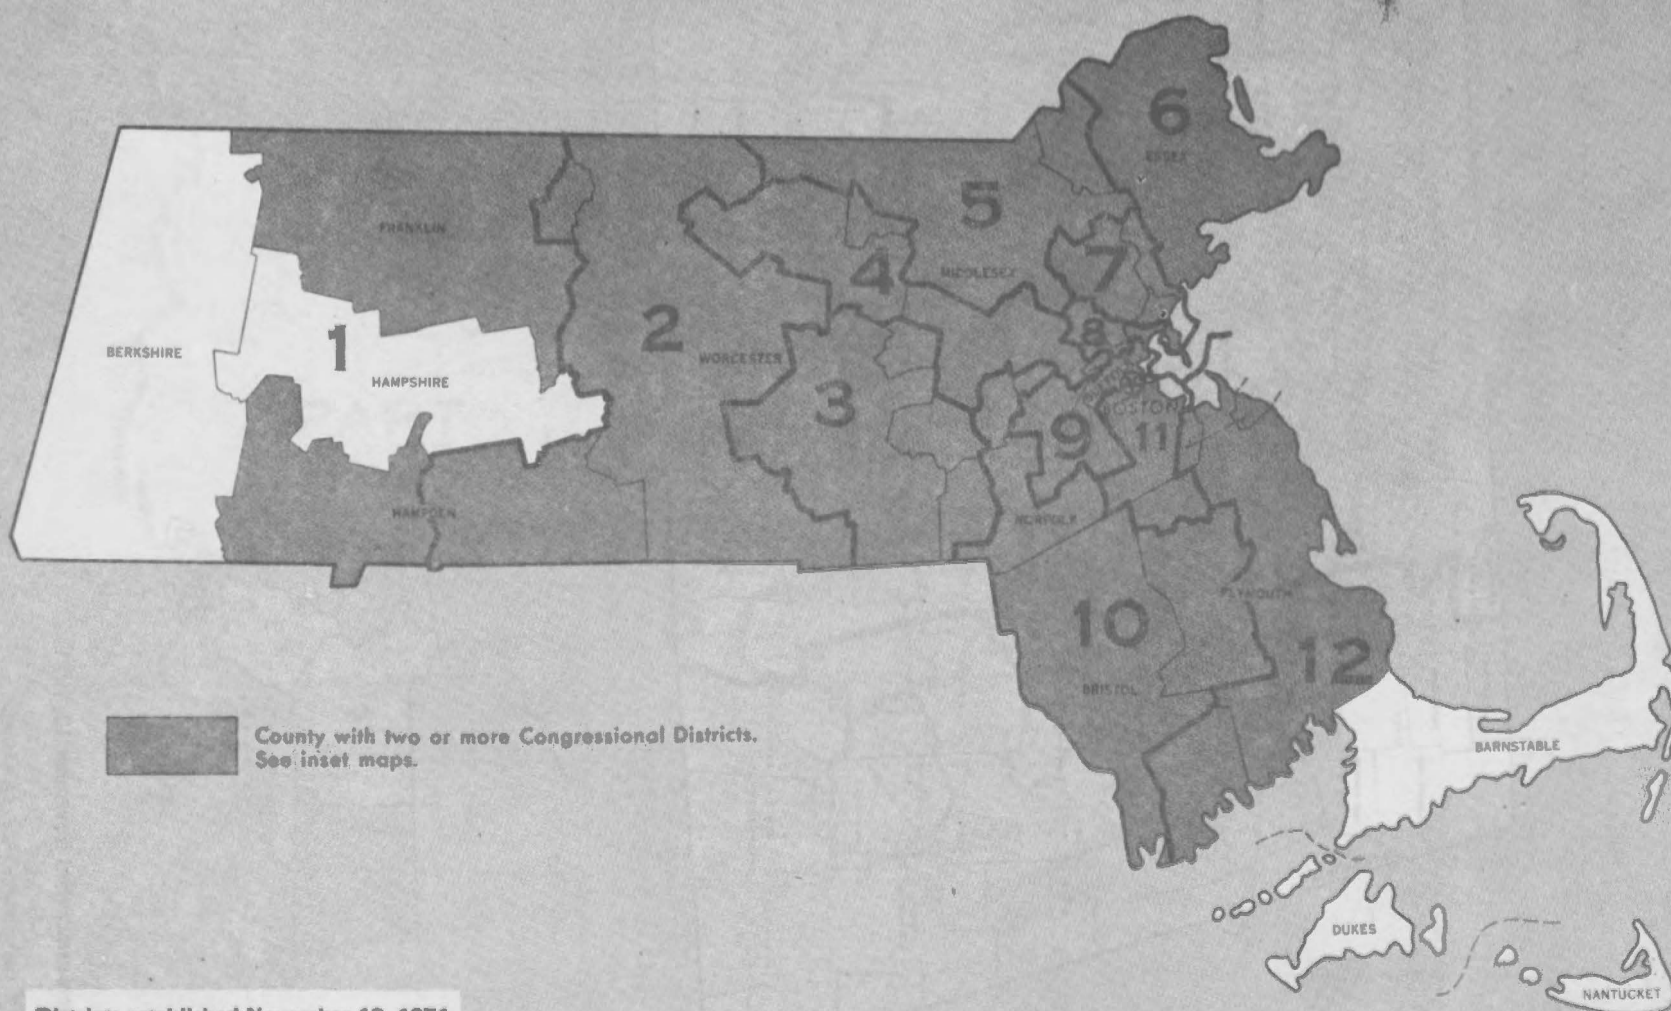 6
ESSEX
5
FRANKLIN
4
MIDDLESEX
7
2
8
1
BERKSHIRE
WORCESTER
HAMPSHIRE
3
BOSTON
9
11
HAMPDEN
NORFOLK
PLYMOUTH
10
12
BRISTOL
County with two or more Congressional Districts.
See inset maps.
BARNSTABLE
DUKES
NANTUCKET